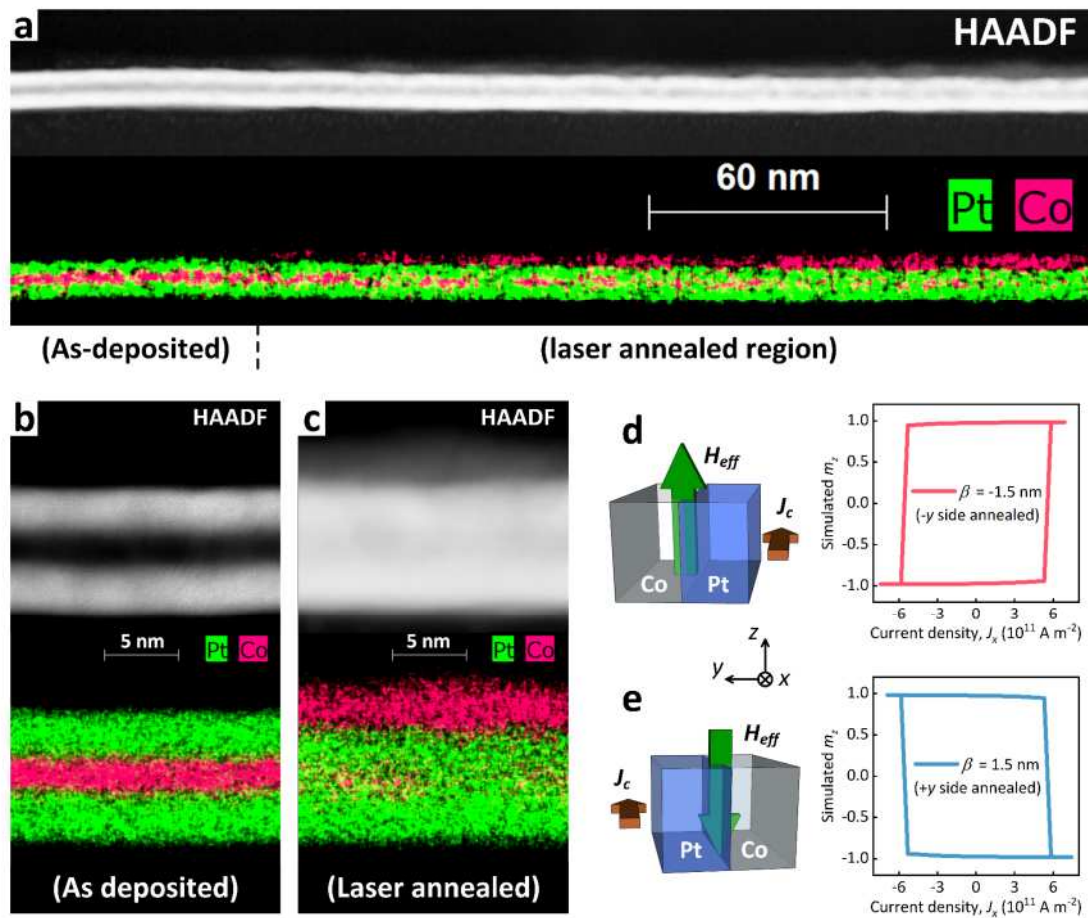 a
HAADF
60 nm
Pt Co
(As-deposited)
(laser annealed region)
b
HAADF
5 nm
Pt Co
(As deposited)
c
HAADF
5 nm
Pt Co
(Laser annealed)
d
H_eff
J_c
Co Pt
Simulated m_z
1.0
0.5
0.0
-0.5
-1.0
β = -1.5 nm
(-y side annealed)
-6 -3 0 3 6
Current density, J_x (10¹¹ A m⁻²)
z
y
x
e
H_eff
J_c
Pt Co
Simulated m_z
1.0
0.5
0.0
-0.5
-1.0
β = 1.5 nm
(+y side annealed)
-6 -3 0 3 6
Current density, J_x (10¹¹ A m⁻²)